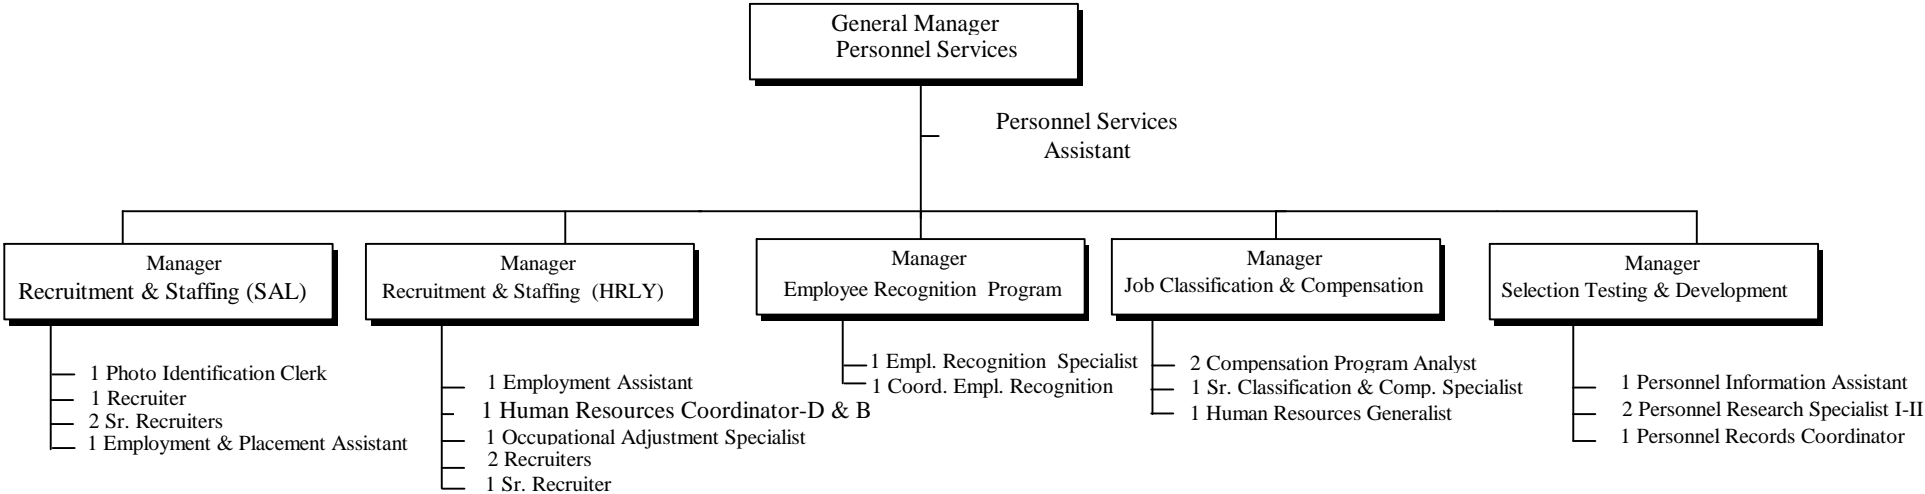 General Manager
Personnel Services
Personnel Services
Assistant
Manager
Recruitment & Staffing (SAL)
1 Photo Identification Clerk
1 Recruiter
2 Sr. Recruiters
1 Employment & Placement Assistant
Manager
Recruitment & Staffing (HRLY)
1 Employment Assistant
1 Human Resources Coordinator-D & B
1 Occupational Adjustment Specialist
2 Recruiters
1 Sr. Recruiter
Manager
Employee Recognition Program
1 Empl. Recognition Specialist
1 Coord. Empl. Recognition
Manager
Job Classification & Compensation
2 Compensation Program Analyst
1 Sr. Classification & Comp. Specialist
1 Human Resources Generalist
Manager
Selection Testing & Development
1 Personnel Information Assistant
2 Personnel Research Specialist I-II
1 Personnel Records Coordinator